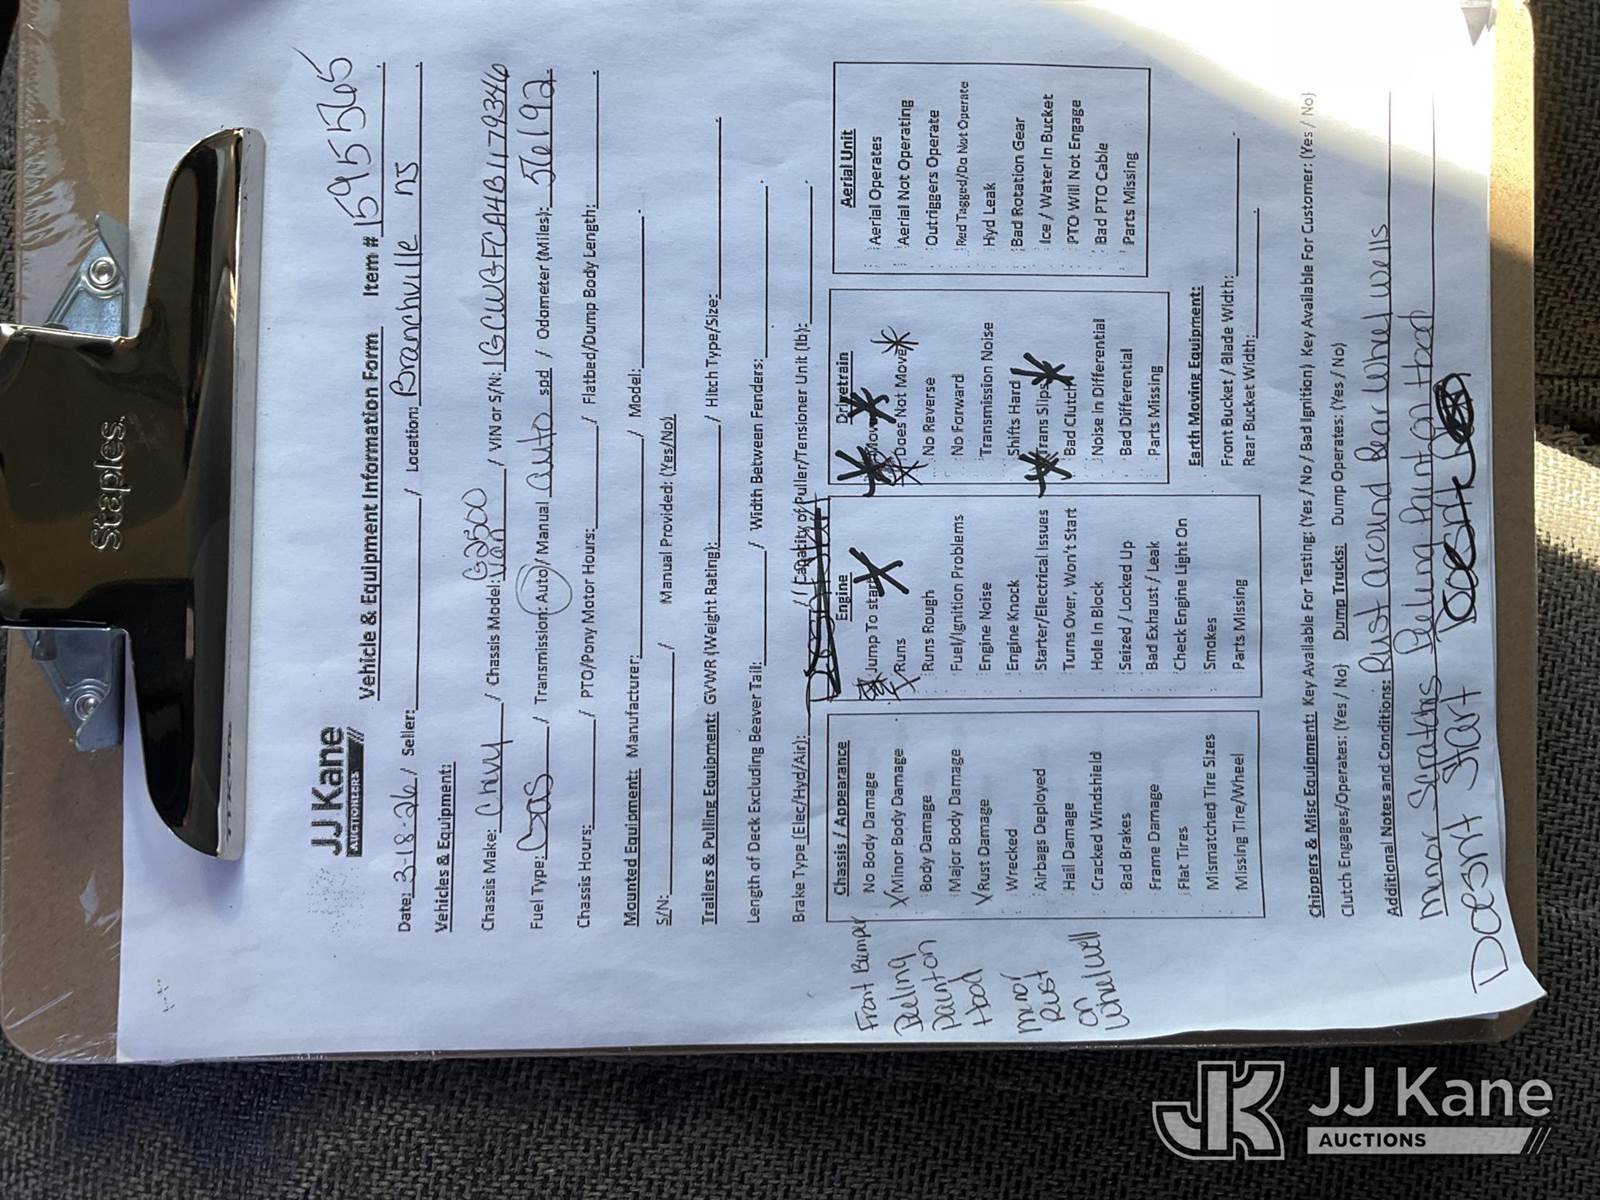 Staples.
JJ Kane
AUCTIONEERS
Vehicle & Equipment Information Form Item # 1595565
Date: 3-18-26 / Seller: / Location: Branchville NJ
Vehicles & Equipment:
G2500
Chassis Make: Chevy / Chassis Model: Van / VIN or S/N: 1GCWGFCA4B1179346
Fuel Type: Gas / Transmission: Auto / Manual auto spd / Odometer (Miles): 56192
Chassis Hours: / PTO/Pony Motor Hours: / Flatbed/Dump Body Length:
Mounted Equipment: Manufacturer: / Model:
S/N: / Manual Provided: (Yes/No)
Trailers & Pulling Equipment: GVWR (Weight Rating): / Hitch Type/Size:
Length of Deck Excluding Beaver Tail: / Width Between Fenders:
Brake Type (Elec/Hyd/Air): / Capacity of Puller/Tensioner Unit (lb):
Chassis / Appearance
No Body Damage
X Minor Body Damage
Body Damage
Major Body Damage
X Rust Damage
Wrecked
Airbags Deployed
Hail Damage
Cracked Windshield
Bad Brakes
Frame Damage
Flat Tires
Mismatched Tire Sizes
Missing Tire/Wheel
Front Bumper
Peeling
paint on
Hood
minor
Rust
on
Wheel well
Engine
Jump To start
Runs
Runs Rough
Fuel/Ignition Problems
Engine Noise
Engine Knock
Starter/Electrical Issues
Turns Over, Won't Start
Hole In Block
Seized / Locked Up
Bad Exhaust / Leak
Check Engine Light On
Smokes
Parts Missing
Drivetrain
Does Not Move
No Reverse
No Forward
Transmission Noise
Shifts Hard
Trans Slips
Bad Clutch
Noise in Differential
Bad Differential
Parts Missing
Aerial Unit
Aerial Operates
Aerial Not Operating
Outriggers Operate
Red Tagged/Do Not Operate
Hyd Leak
Bad Rotation Gear
Ice / Water In Bucket
PTO Will Not Engage
Bad PTO Cable
Parts Missing
Earth Moving Equipment:
Front Bucket / Blade Width:
Rear Bucket Width:
Chippers & Misc Equipment: Key Available For Testing: (Yes / No / Bad Ignition) Key Available For Customer: (Yes / No)
Clutch Engages/Operates: (Yes / No) Dump Trucks: Dump Operates: (Yes / No)
Additional Notes and Conditions: Rust around Rear Wheel wells
minor Scratches Peeling Paint on Hood
Doesnt Start
JJ Kane
AUCTIONS